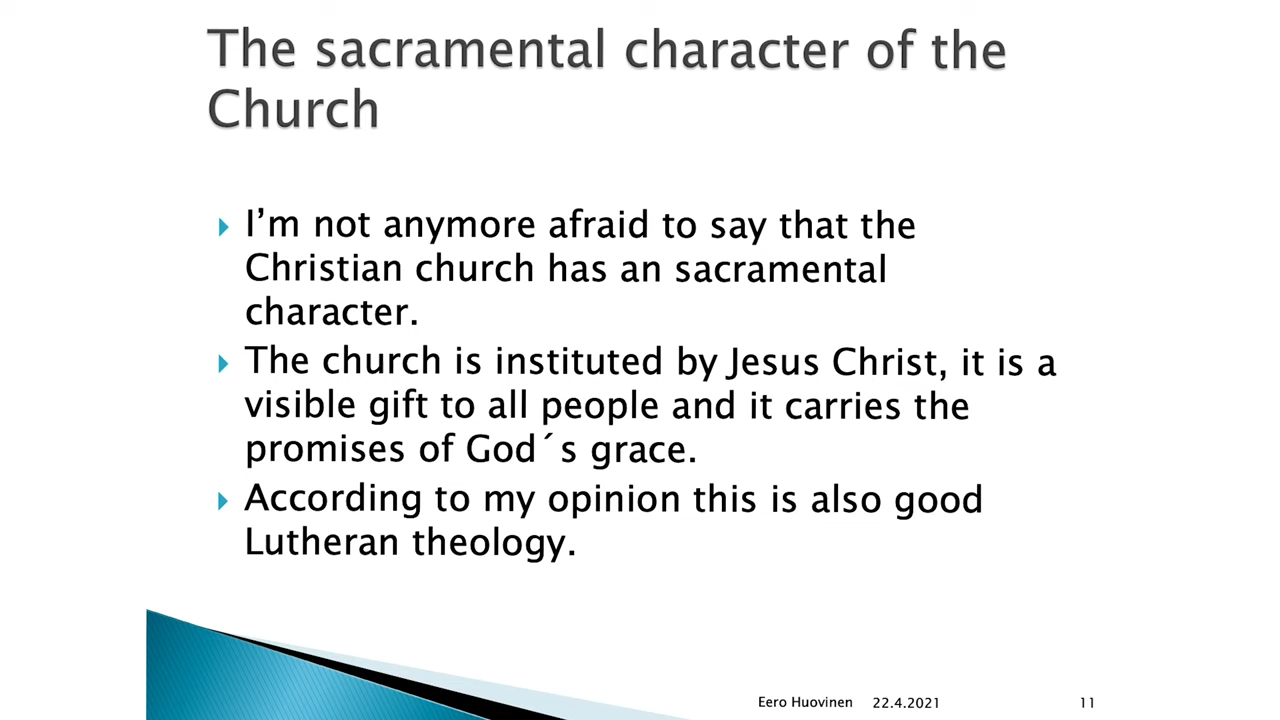 The sacramental character of the
Church
I’m not anymore afraid to say that the
Christian church has an sacramental
character.
The church is instituted by Jesus Christ, it is a
visible gift to all people and it carries the
promises of God´s grace.
According to my opinion this is also good
Lutheran theology.
Eero Huovinen 22.4.2021 11